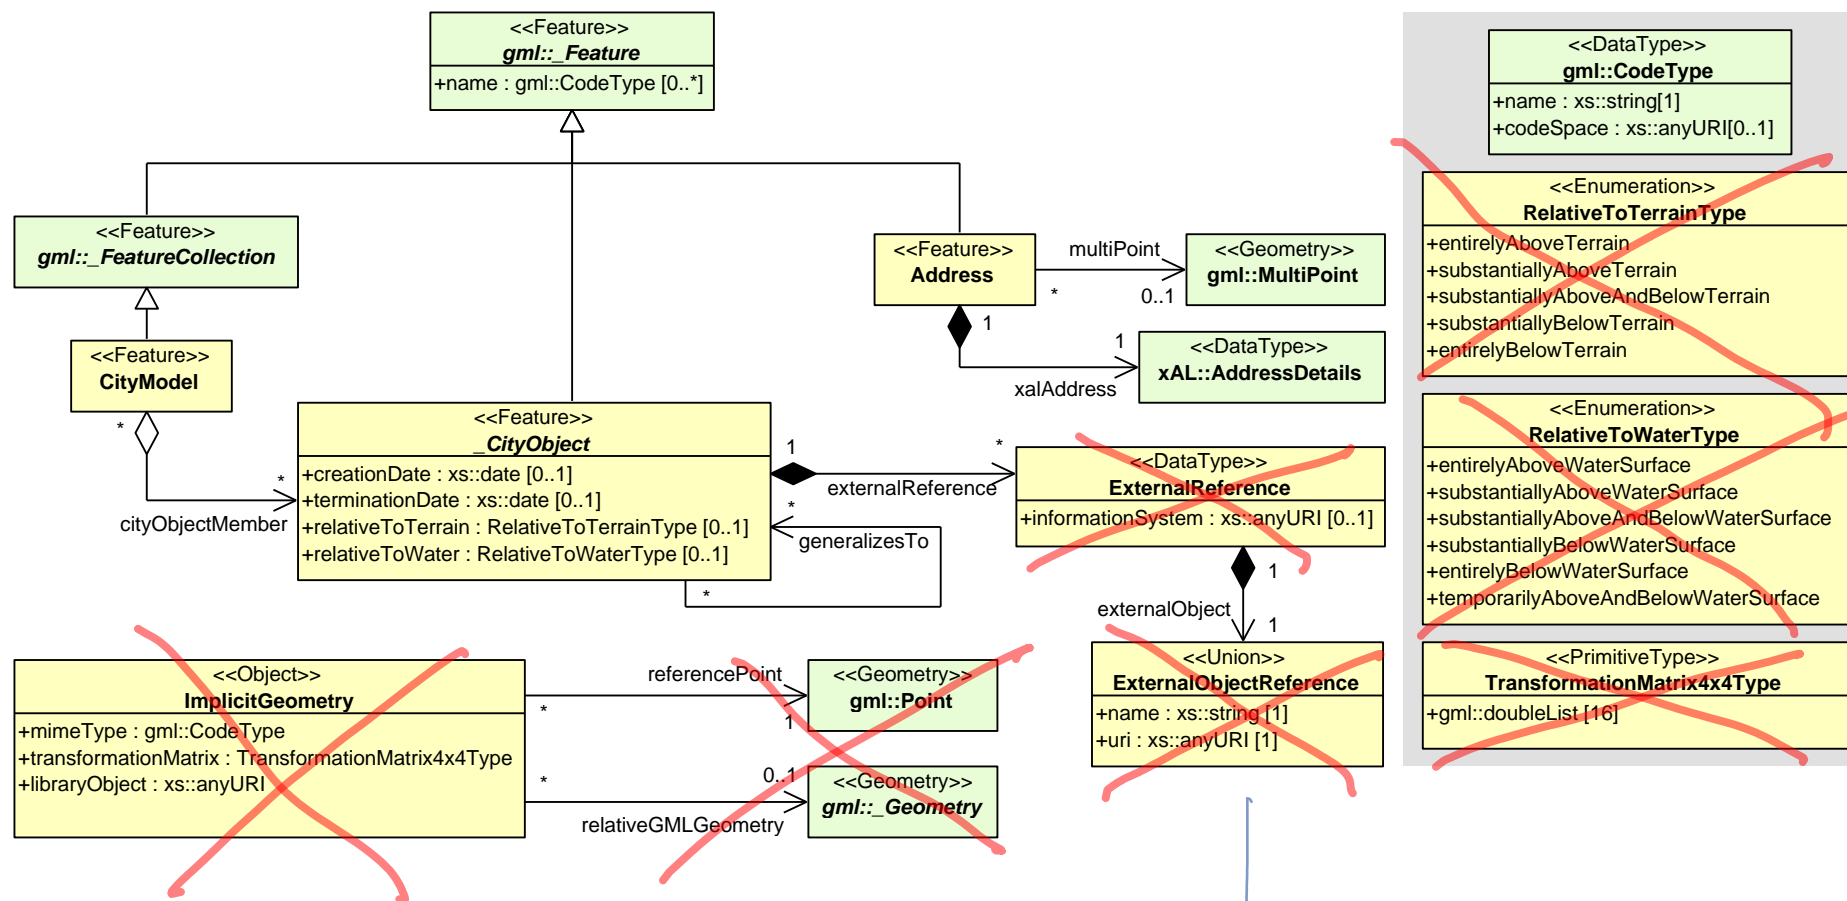 <<Feature>>
gml::_Feature
+name : gml::CodeType [0..*]
<<DataType>>
gml::CodeType
+name : xs::string[1]
+codeSpace : xs::anyURI[0..1]
<<Enumeration>>
RelativeToTerrainType
+entirelyAboveTerrain
+substantiallyAboveTerrain
+substantiallyAboveAndBelowTerrain
+substantiallyBelowTerrain
+entirelyBelowTerrain
<<Feature>>
gml::_FeatureCollection
<<Feature>>
Address
multiPoint
*
0..1
<<Geometry>>
gml::MultiPoint
1
1
xalAddress
<<DataType>>
xAL::AddressDetails
<<Feature>>
CityModel
*
*
cityObjectMember
<<Feature>>
_CityObject
+creationDate : xs::date [0..1]
+terminationDate : xs::date [0..1]
+relativeToTerrain : RelativeToTerrainType [0..1]
+relativeToWater : RelativeToWaterType [0..1]
1
*
externalReference
*
generalizesTo
*
<<DataType>>
ExternalReference
+informationSystem : xs::anyURI [0..1]
1
externalObject
1
<<Enumeration>>
RelativeToWaterType
+entirelyAboveWaterSurface
+substantiallyAboveWaterSurface
+substantiallyAboveAndBelowWaterSurface
+substantiallyBelowWaterSurface
+entirelyBelowWaterSurface
+temporarilyAboveAndBelowWaterSurface
<<Object>>
ImplicitGeometry
+mimeType : gml::CodeType
+transformationMatrix : TransformationMatrix4x4Type
+libraryObject : xs::anyURI
referencePoint
*
1
<<Geometry>>
gml::Point
*
0..1
relativeGMLGeometry
<<Geometry>>
gml::_Geometry
<<Union>>
ExternalObjectReference
+name : xs::string [1]
+uri : xs::anyURI [1]
<<PrimitiveType>>
TransformationMatrix4x4Type
+gml::doubleList [16]